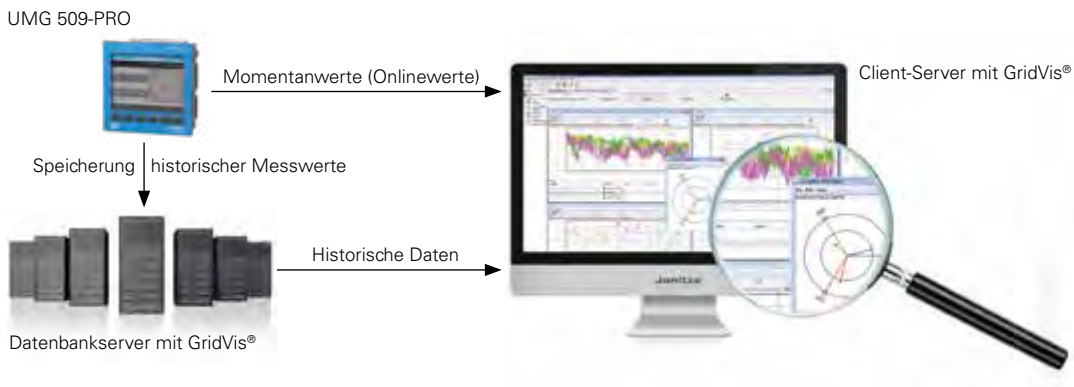 UMG 509-PRO
Momentanwerte (Onlinewerte)
Client-Server mit GridVis®
Speicherung historischer Messwerte
Historische Daten
Janitza
Datenbankserver mit GridVis®